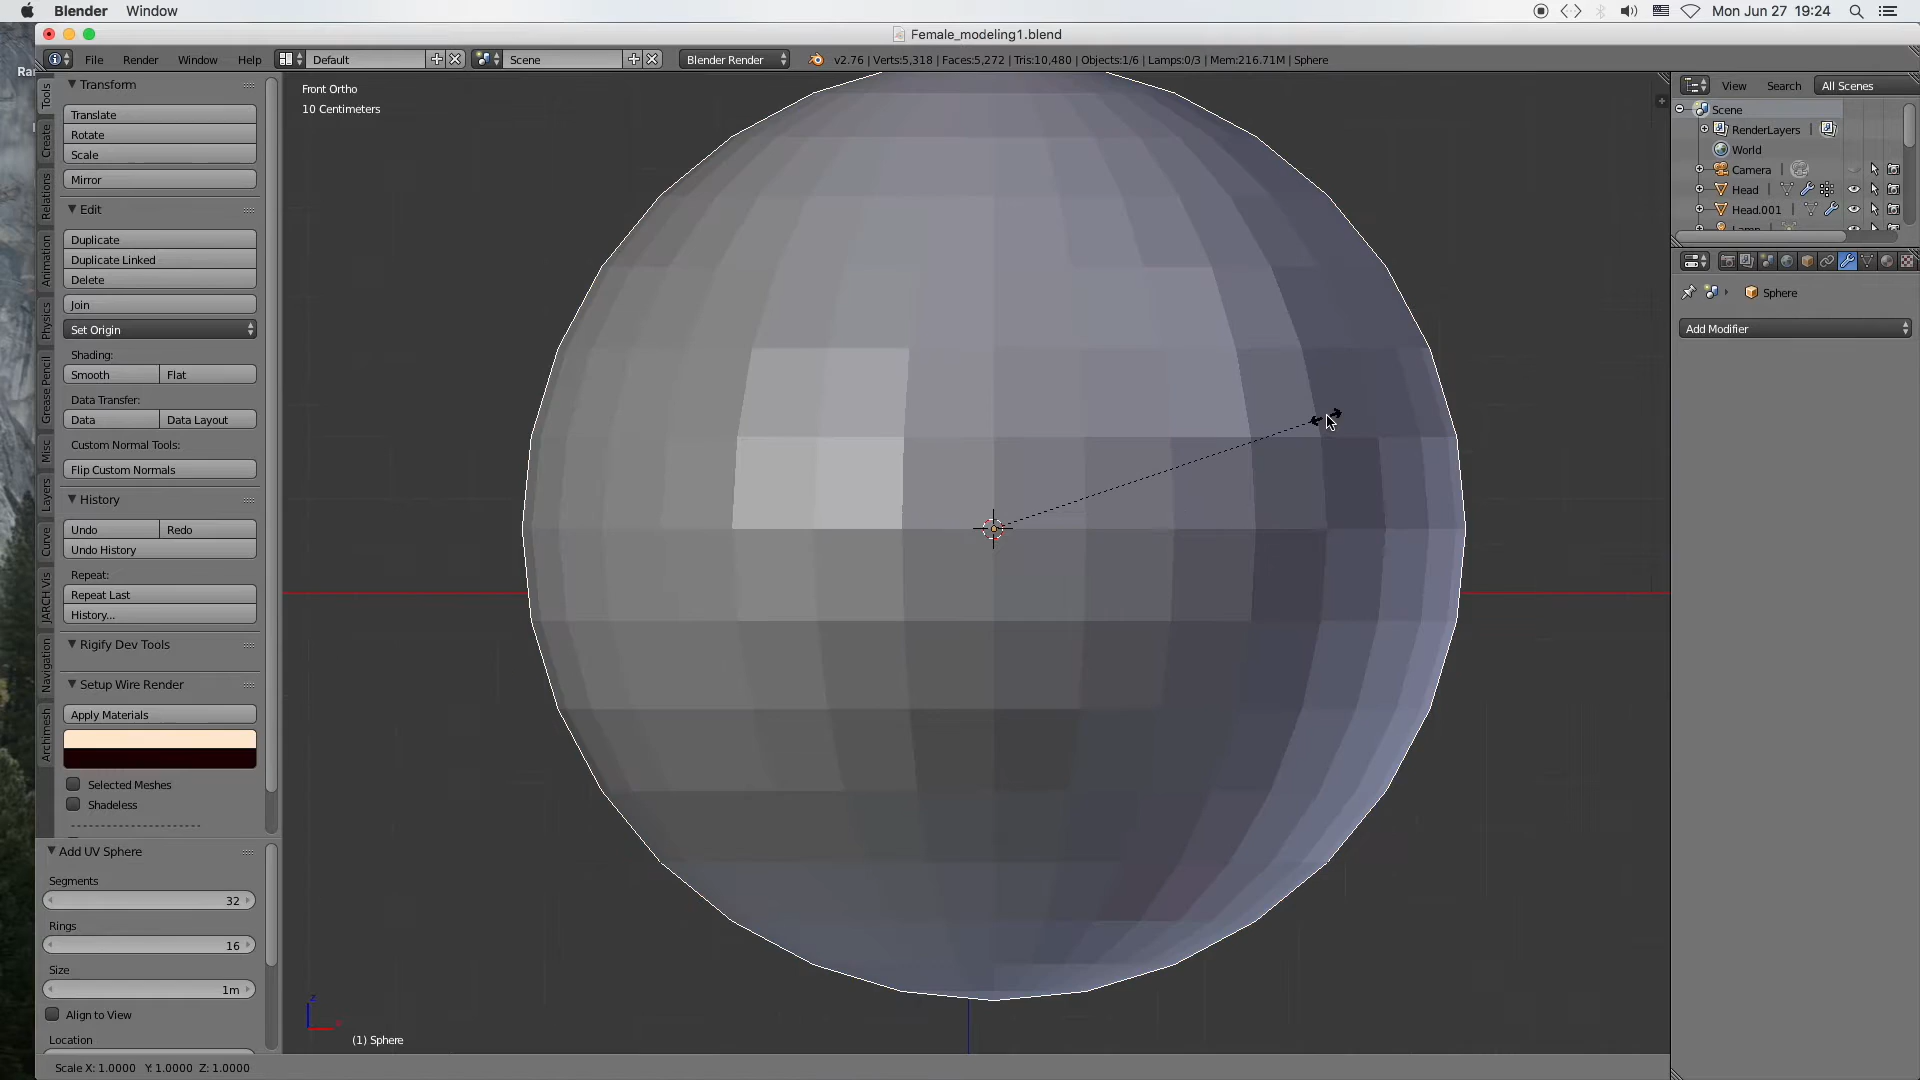 Blender Window
Mon Jun 27 19:24
Female_modeling1.blend
File Render Window Help
Default
Scene
Blender Render
v2.76 | Verts:5,318 | Faces:5,272 | Tris:10,480 | Objects:1/6 | Lamps:0/3 | Mem:216.71M | Sphere
Tools
Create
Relations
Animation
Physics
Grease Pencil
Misc
Layers
Curve
JARCH Vis
Navigation
Archimesh
Transform
Translate
Rotate
Scale
Mirror
Edit
Duplicate
Duplicate Linked
Delete
Join
Set Origin
Shading:
Smooth Flat
Data Transfer:
Data Data Layout
Custom Normal Tools:
Flip Custom Normals
History
Undo Redo
Undo History
Repeat:
Repeat Last
History...
Rigify Dev Tools
Setup Wire Render
Apply Materials
Selected Meshes
Shadeless
Add UV Sphere
Segments
32
Rings
16
Size
1m
Align to View
Location
Front Ortho
10 Centimeters
z
x
(1) Sphere
Scale X: 1.0000 Y: 1.0000 Z: 1.0000
View Search All Scenes
Scene
RenderLayers |
World
Camera |
Head |
Head.001 |
Sphere
Add Modifier